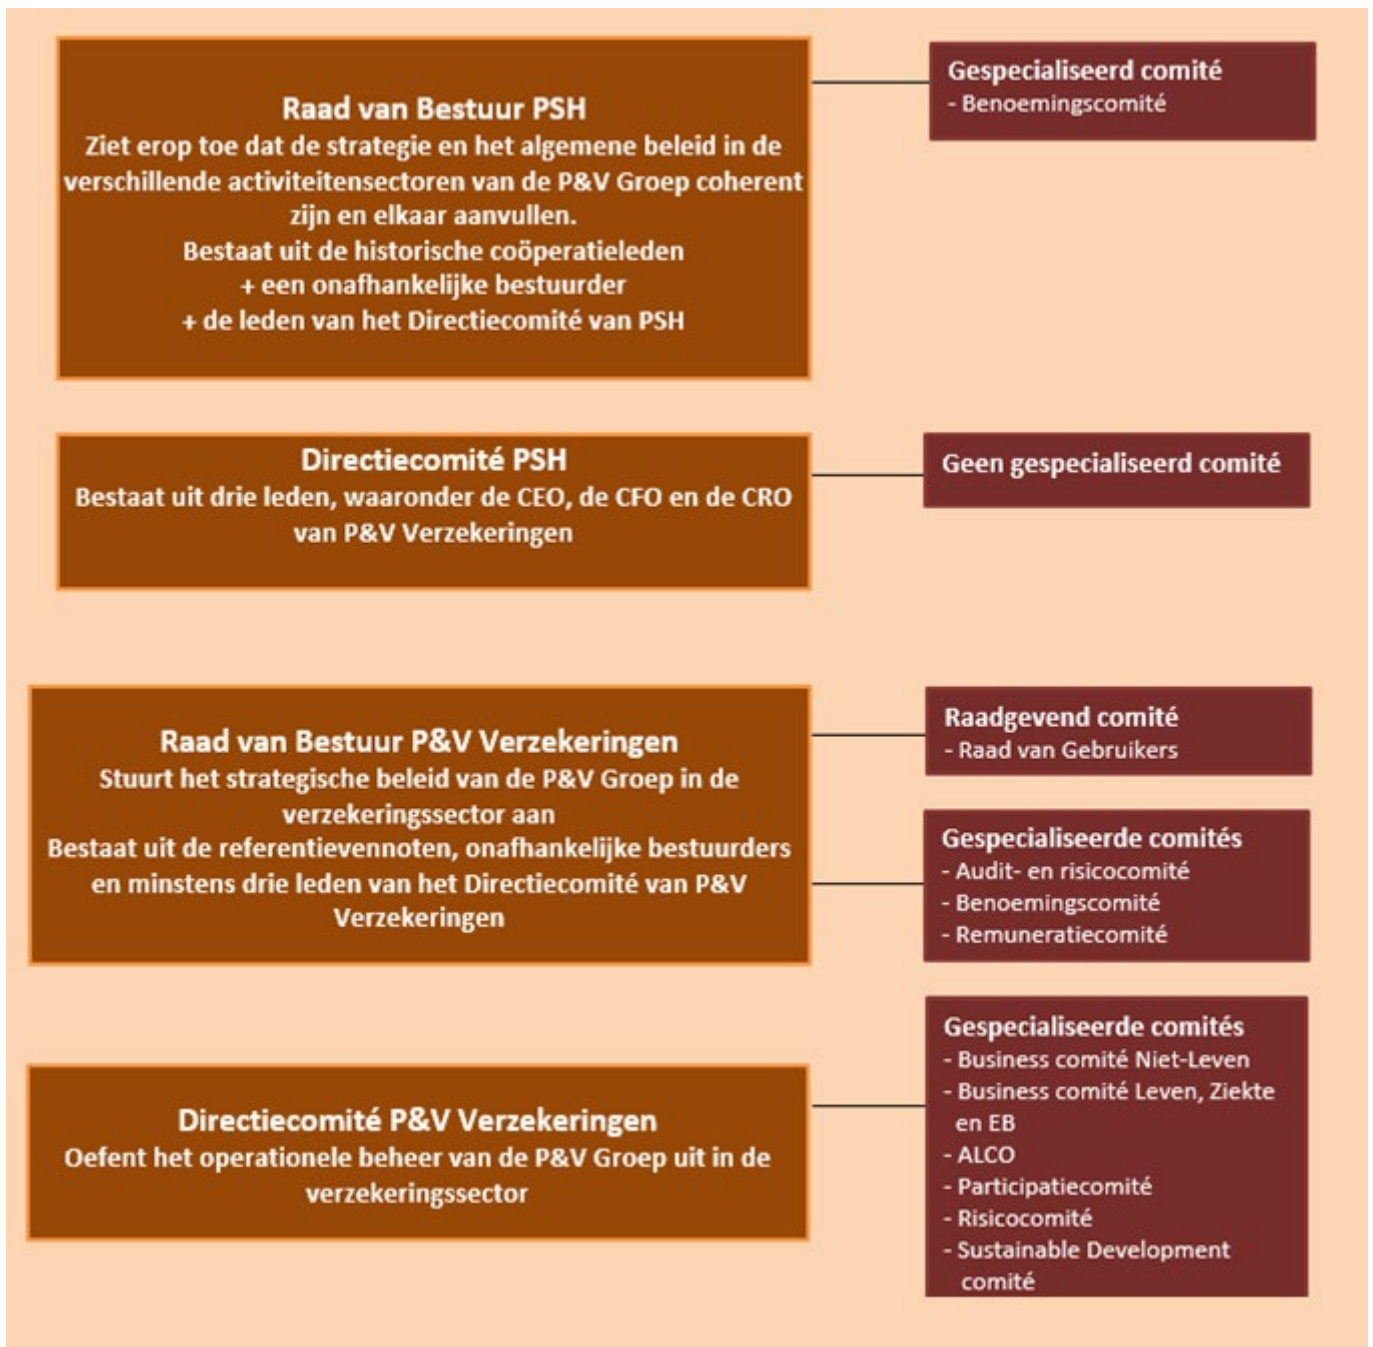 Raad van Bestuur PSH
Ziet erop toe dat de strategie en het algemene beleid in de
verschillende activiteitensectoren van de P&V Groep coherent
zijn en elkaar aanvullen.
Bestaat uit de historische coöperatieleden
+ een onafhankelijke bestuurder
+ de leden van het Directiecomité van PSH
Gespecialiseerd comité
- Benoemingscomité
Directiecomité PSH
Bestaat uit drie leden, waaronder de CEO, de CFO en de CRO
van P&V Verzekeringen
Geen gespecialiseerd comité
Raad van Bestuur P&V Verzekeringen
Stuurt het strategische beleid van de P&V Groep in de
verzekeringssector aan
Bestaat uit de referentievennoten, onafhankelijke bestuurders
en minstens drie leden van het Directiecomité van P&V
Verzekeringen
Raadgevend comité
- Raad van Gebruikers
Gespecialiseerde comités
- Audit- en risicocomité
- Benoemingscomité
- Remuneratiecomité
Directiecomité P&V Verzekeringen
Oefent het operationele beheer van de P&V Groep uit in de
verzekeringssector
Gespecialiseerde comités
- Business comité Niet-Leven
- Business comité Leven, Ziekte
en EB
- ALCO
- Participatiecomité
- Risicocomité
- Sustainable Development
comité